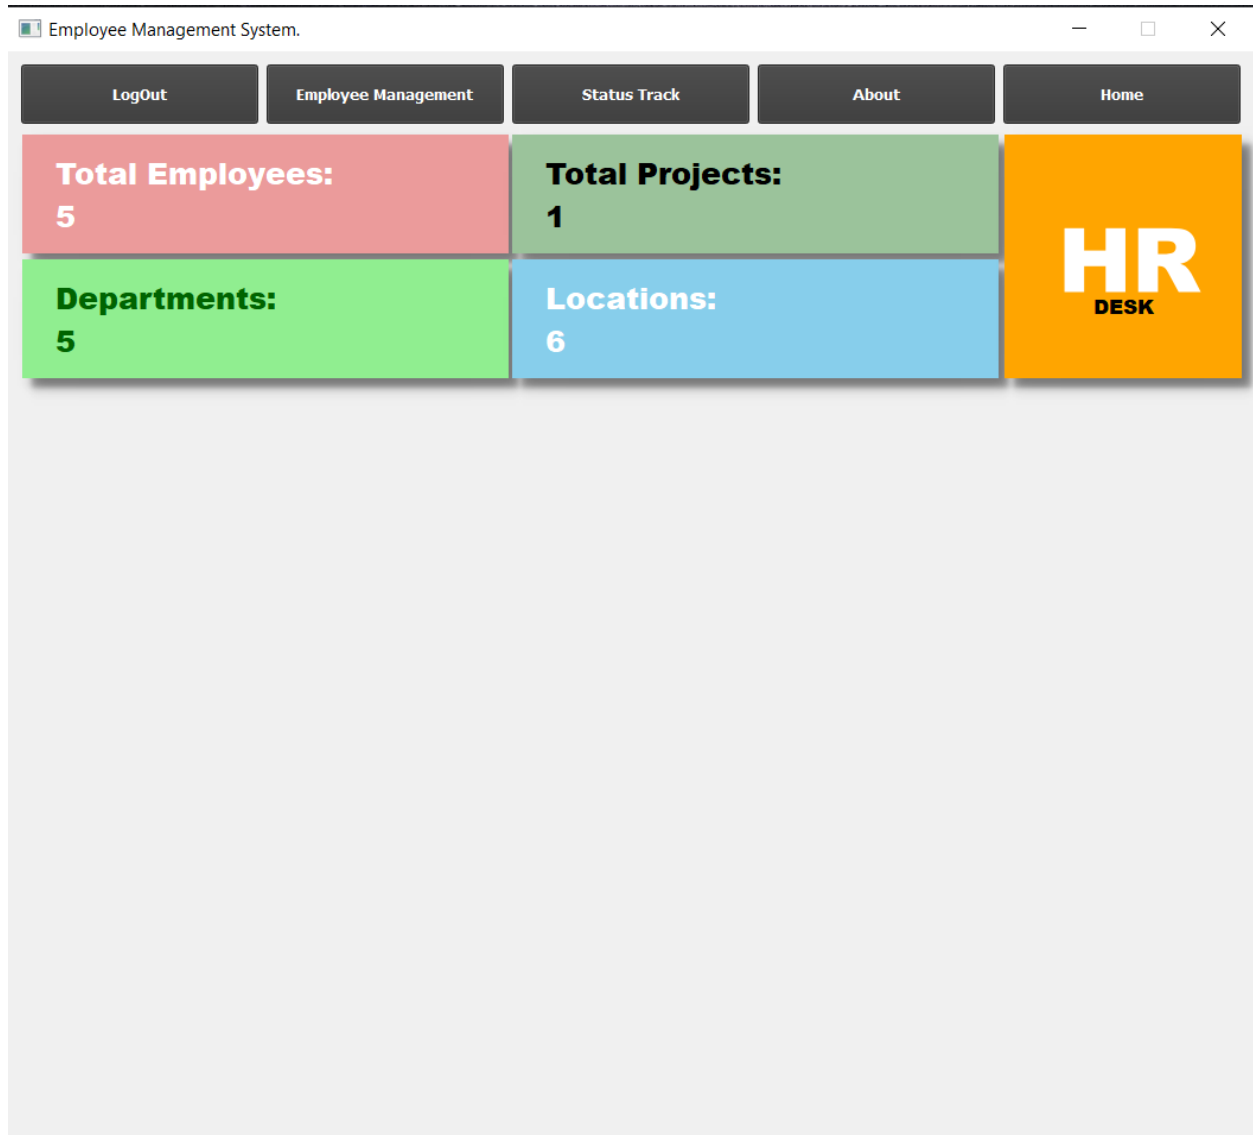 Employee Management System.
LogOut
Employee Management
Status Track
About
Home
Total Employees:
5
Total Projects:
1
HR
DESK
Departments:
5
Locations:
6